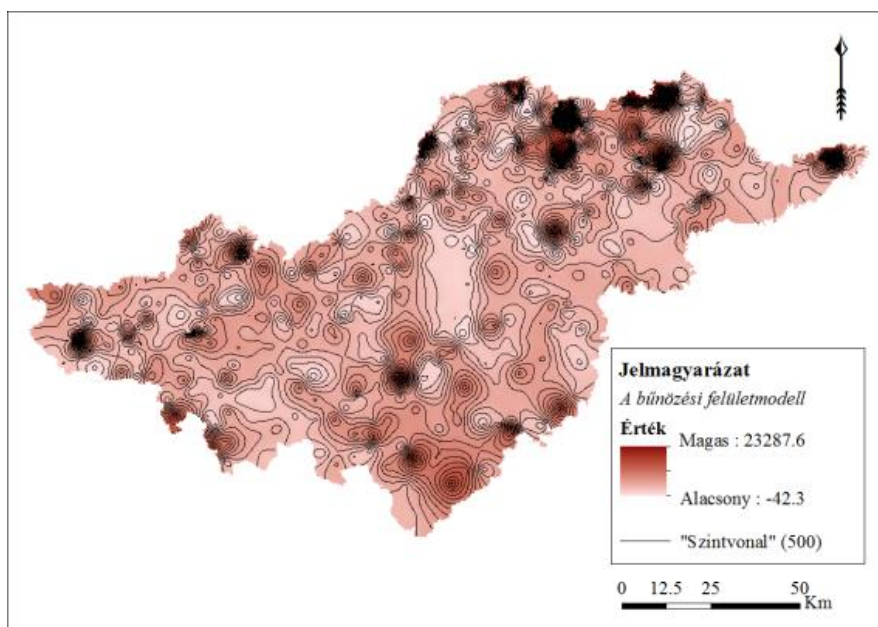 Jelmagyarázat
A bűnözési felületmodell
Érték
Magas : 23287.6
Alacsony : -42.3
"Szintvonal" (500)
0 12.5 25 50
Km